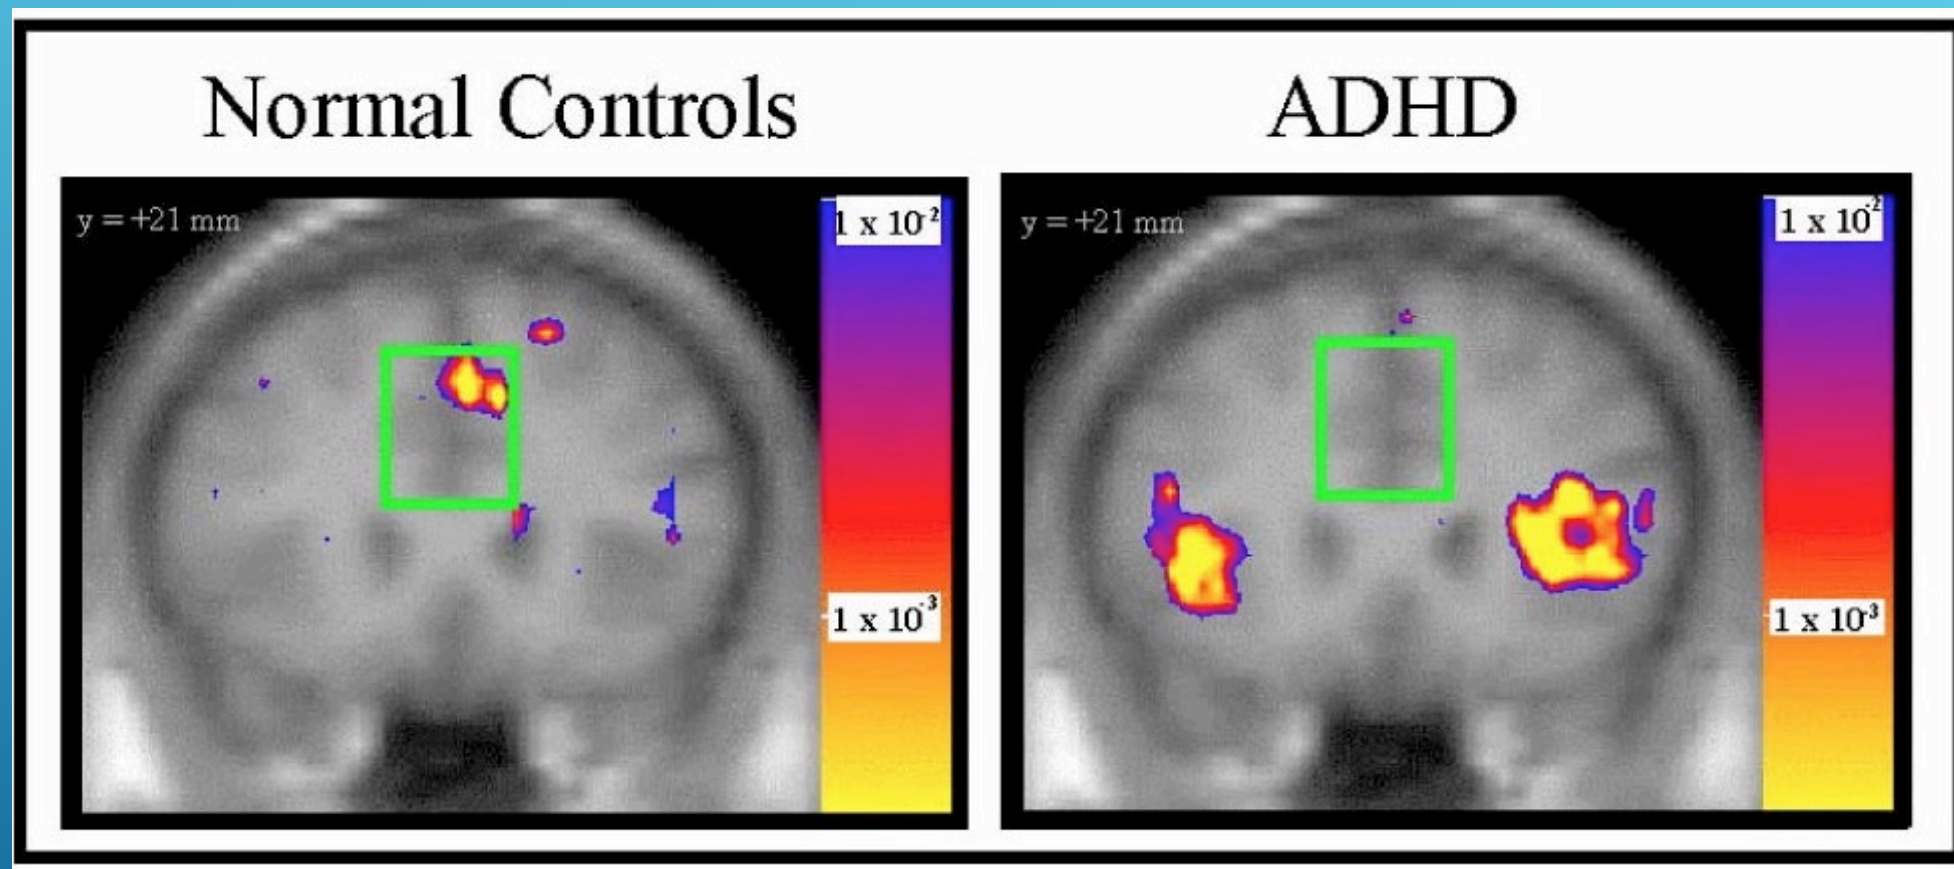 Normal Controls
ADHD
y = +21 mm
1 x 10⁻²
1 x 10⁻³
y = +21 mm
1 x 10⁻²
1 x 10⁻³